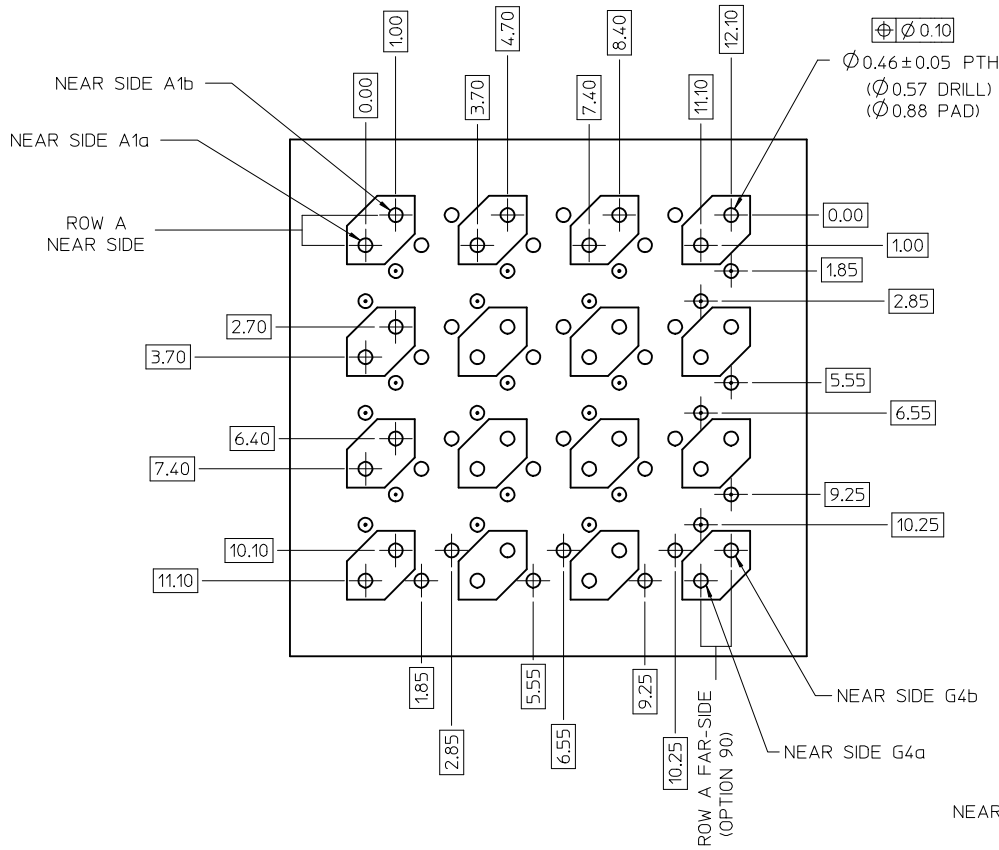 1.00
4.70
8.40
12.10
⌖ Ø 0.10
Ø0.46±0.05 PTH
(Ø0.57 DRILL)
(Ø0.88 PAD)
NEAR SIDE A1b
0.00
3.70
7.40
11.10
NEAR SIDE A1a
ROW A
NEAR SIDE
0.00
1.00
1.85
2.85
2.70
3.70
5.55
6.55
6.40
7.40
9.25
10.25
10.10
11.10
1.85
2.85
5.55
6.55
9.25
10.25
ROW A FAR-SIDE
(OPTION 90)
NEAR SIDE G4b
NEAR SIDE G4a
NEAR